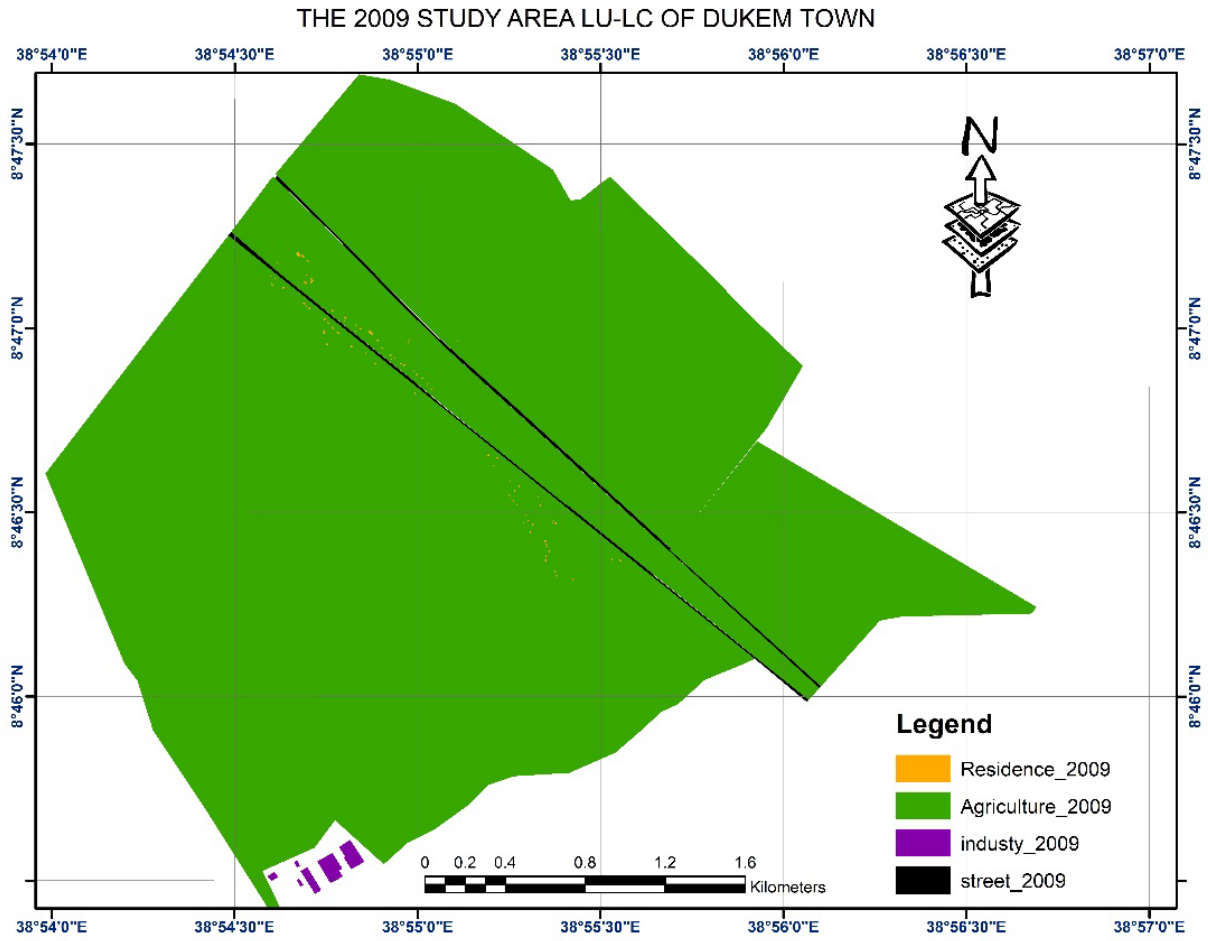 THE 2009 STUDY AREA LU-LC OF DUKEM TOWN
38°54'0"E 38°54'30"E 38°55'0"E 38°55'30"E 38°56'0"E 38°56'30"E 38°57'0"E
8°47'30"N 8°47'30"N
N
8°47'0"N 8°47'0"N
8°46'30"N 8°46'30"N
8°46'0"N 8°46'0"N
Legend
Residence_2009
Agriculture_2009
industy_2009
street_2009
0 0.2 0.4 0.8 1.2 1.6
Kilometers
38°54'0"E 38°54'30"E 38°55'0"E 38°55'30"E 38°56'0"E 38°56'30"E 38°57'0"E